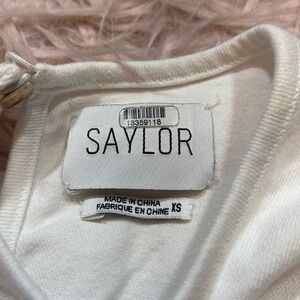 13359118
SAYLOR
MADE IN CHINA
FABRIQUE EN CHINE XS